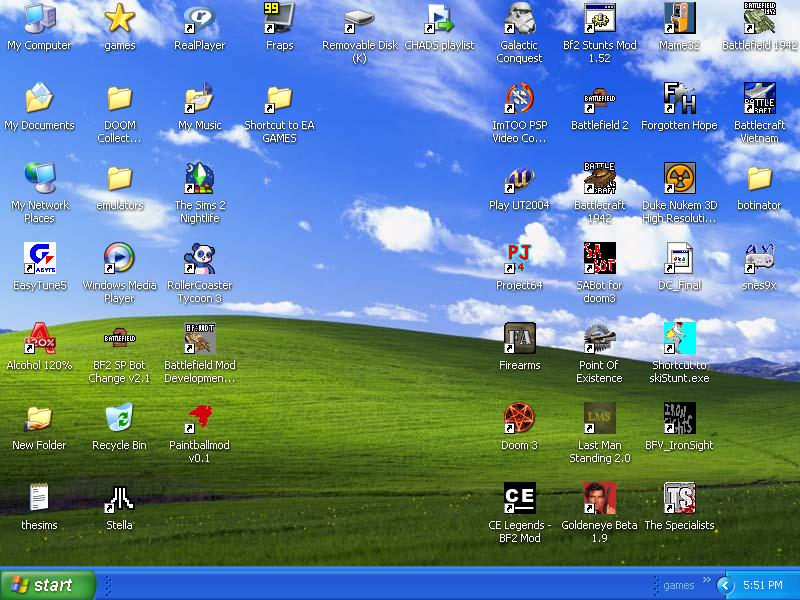 My Computer
games
RealPlayer
99
Fraps
Removable Disk
(K)
CHADS playlist
Galactic
Conquest
Bf2 Stunts Mod
1.52
Mame32
BATTLEFIELD
1942
Battlefield 1942
My Documents
DOOM
Collect...
My Music
Shortcut to EA
GAMES
ImTOO PSP
Video Co...
BATTLEFIELD
Battlefield 2
FH
Forgotten Hope
BATTLE
CRAFT
Battlecraft
Vietnam
My Network
Places
emulators
The Sims 2
Nightlife
Play UT2004
BATTLE
CRAFT
Battlecraft
1942
Duke Nukem 3D
High Resoluti...
botinator
EasyTune5
Windows Media
Player
RollerCoaster
Tycoon 3
PJ
64
Project64
SA
BOT
SABot for
doom3
DC_Final
snes9x
120%
Alcohol 120%
BATTLEFIELD
BF2 SP Bot
Change v2.1
BF:MDT
Battlefield Mod
Developmen...
FA
Firearms
Point Of
Existence
Shortcut to
skiStunt.exe
New Folder
Recycle Bin
Paintballmod
v0.1
Doom 3
LMS
Last Man
Standing 2.0
IRON
SIGHTS
BFV_IronSight
thesims
Stella
CE
CE Legends -
BF2 Mod
Goldeneye Beta
1.9
TS
The Specialists
start
games
5:51 PM